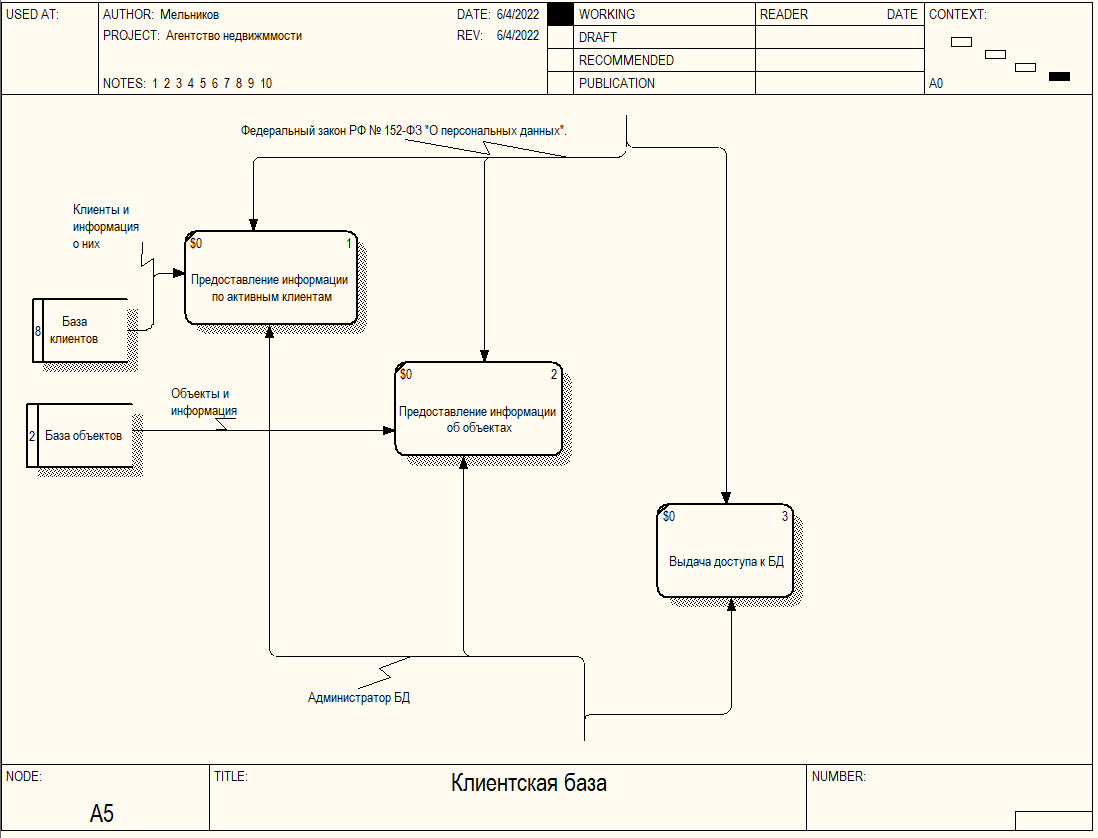 USED AT:
AUTHOR: Мельников
DATE: 6/4/2022
PROJECT: Агентство недвижммости
REV: 6/4/2022
NOTES: 1 2 3 4 5 6 7 8 9 10
WORKING
DRAFT
RECOMMENDED
PUBLICATION
READER DATE
CONTEXT:
A0
Федеральный закон РФ № 152-ФЗ "О персональных данных".
Клиенты и
информация
о них
$0 1
Предоставление информации
по активным клиентам
8
База
клиентов
$0 2
Предоставление информации
об объектах
Объекты и
информация
2
База объектов
$0 3
Выдача доступа к БД
Администратор БД
NODE:
A5
TITLE:
Клиентская база
NUMBER: